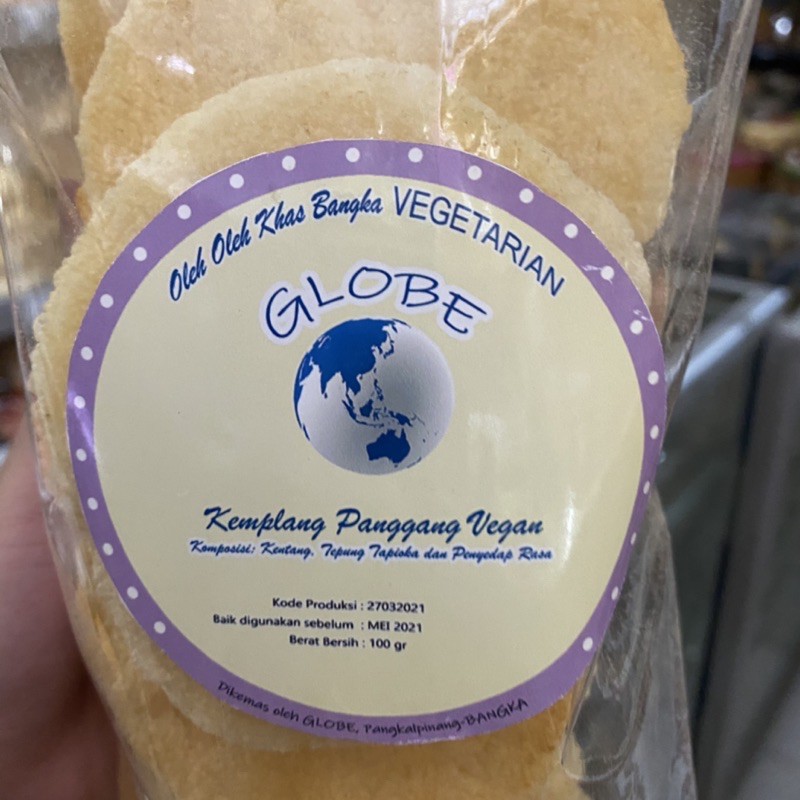 Oleh Oleh Khas Bangka VEGETARIAN
GLOBE
Kemplang Panggang Vegan
Komposisi: Kentang, Tepung Tapioka dan Penyedap Rasa
Kode Produksi : 27032021
Baik digunakan sebelum : MEI 2021
Berat Bersih : 100 gr
Dikemas oleh GLOBE, Pangkalpinang-BANGKA